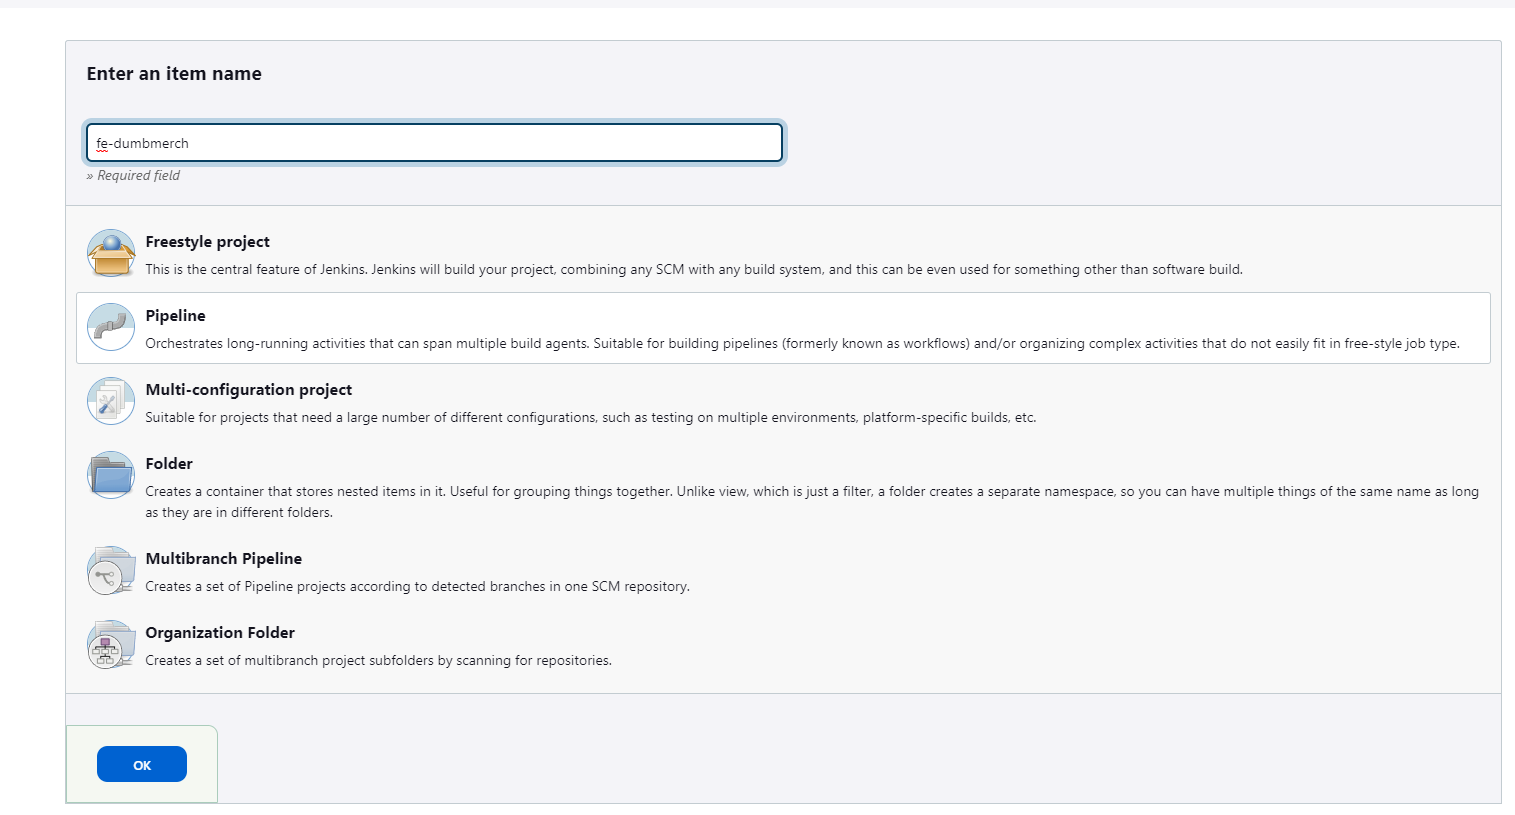 Enter an item name
fe-dumbmerch
» Required field
Freestyle project
This is the central feature of Jenkins. Jenkins will build your project, combining any SCM with any build system, and this can be even used for something other than software build.
Pipeline
Orchestrates long-running activities that can span multiple build agents. Suitable for building pipelines (formerly known as workflows) and/or organizing complex activities that do not easily fit in free-style job type.
Multi-configuration project
Suitable for projects that need a large number of different configurations, such as testing on multiple environments, platform-specific builds, etc.
Folder
Creates a container that stores nested items in it. Useful for grouping things together. Unlike view, which is just a filter, a folder creates a separate namespace, so you can have multiple things of the same name as long
as they are in different folders.
Multibranch Pipeline
Creates a set of Pipeline projects according to detected branches in one SCM repository.
Organization Folder
Creates a set of multibranch project subfolders by scanning for repositories.
OK